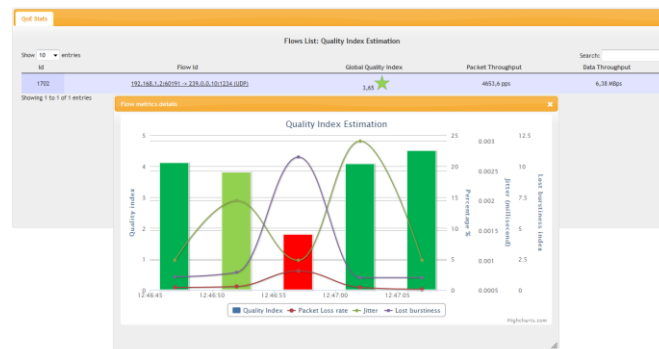 QoE Stats
Flows List: Quality Index Estimation
Show 10 entries
Search:
Id Flow Id Global Quality Index Packet Throughput Data Throughput
1702 192.168.1.2:60191 -> 239.0.0.10:1234 (UDP) 3,65 4653,6 pps 6,38 MBps
Showing 1 to 1 of 1 entries
Flow metrics details ×
Quality Index Estimation
5 25 0.003 12.5
4 20 0.0025 10
3 15 0.002 7.5
2 10 0.0015 5
1 5 0.001 2.5
0 0 0.0005 0
Quality index
Percentage %
Jitter (millisecond)
Lost burstiness index
12:46:45 12:46:50 12:46:55 12:47:00 12:47:05
Quality Index Packet Loss rate Jitter Lost burstiness
Highcharts.com